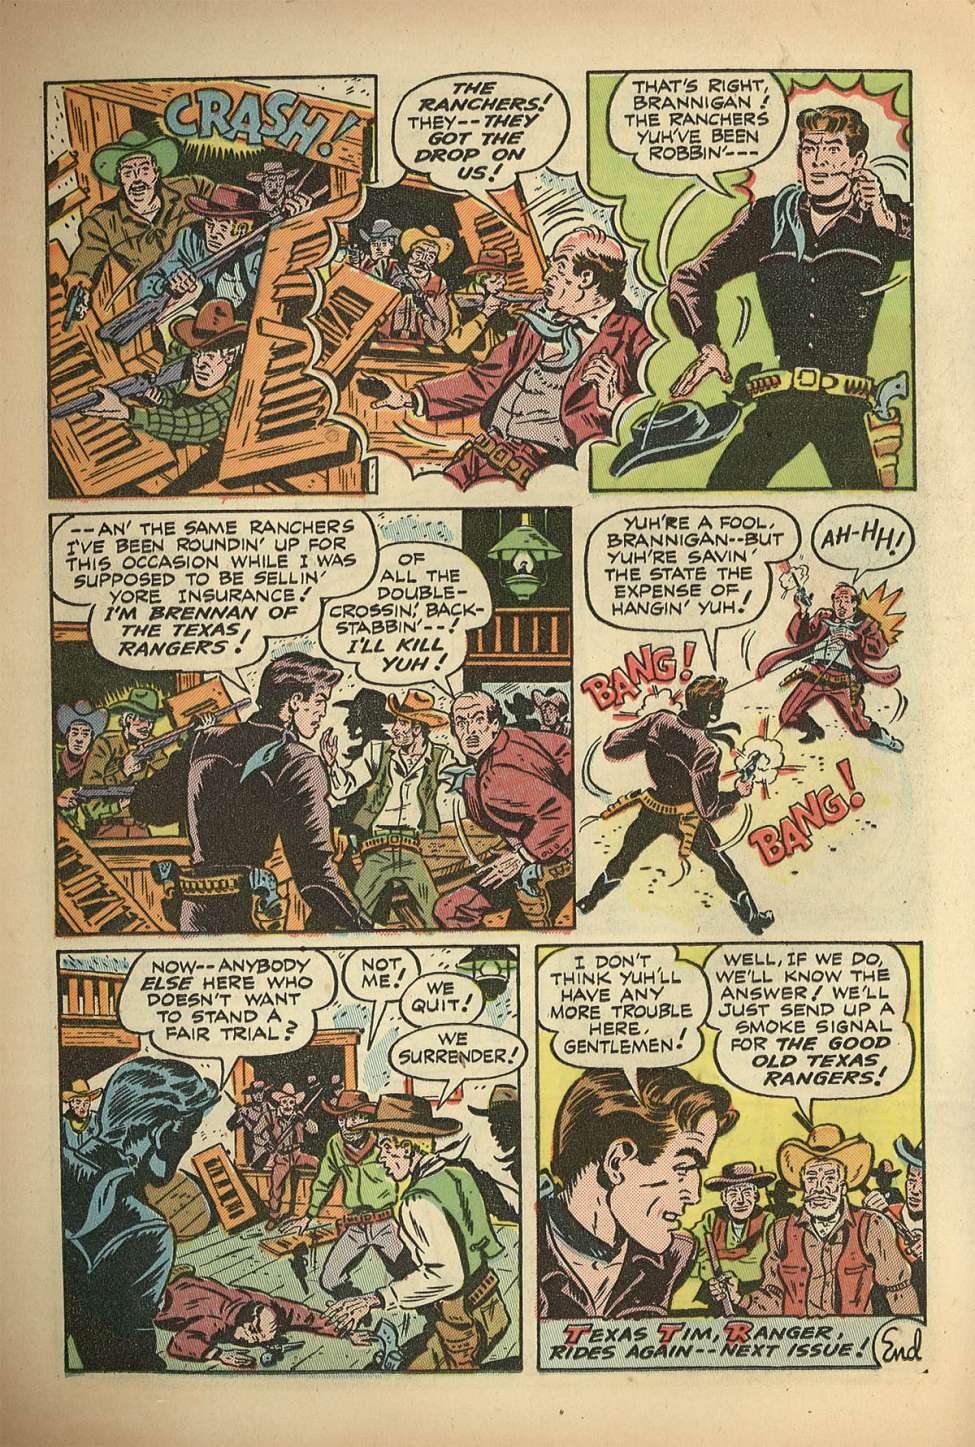 CRASH!
THE
RANCHERS!
THEY--THEY
GOT THE
DROP ON
US!
THAT'S RIGHT,
BRANNIGAN!
THE RANCHERS
YUH'VE BEEN
ROBBIN'---
--AN' THE SAME RANCHERS
I'VE BEEN ROUNDIN' UP FOR
THIS OCCASION WHILE I WAS
SUPPOSED TO BE SELLIN'
YORE INSURANCE!
I'M BRENNAN OF
THE TEXAS
RANGERS!
OF
ALL THE
DOUBLE-
CROSSIN', BACK-
STABBIN'--!
I'LL KILL
YUH!
YUH'RE A FOOL,
BRANNIGAN--BUT
YUH'RE SAVIN'
THE STATE THE
EXPENSE OF
HANGIN' YUH!
AH-HH!
BANG!
BANG!
NOW--ANYBODY
ELSE HERE WHO
DOESN'T WANT
TO STAND A
FAIR TRIAL?
NOT
ME!
WE
QUIT!
WE
SURRENDER!
I DON'T
THINK YUH'LL
HAVE ANY
MORE TROUBLE
HERE,
GENTLEMEN!
WELL, IF WE DO,
WE'LL KNOW THE
ANSWER! WE'LL
JUST SEND UP A
SMOKE SIGNAL
FOR THE GOOD
OLD TEXAS
RANGERS!
TEXAS TIM, RANGER,
RIDES AGAIN--NEXT ISSUE!
End